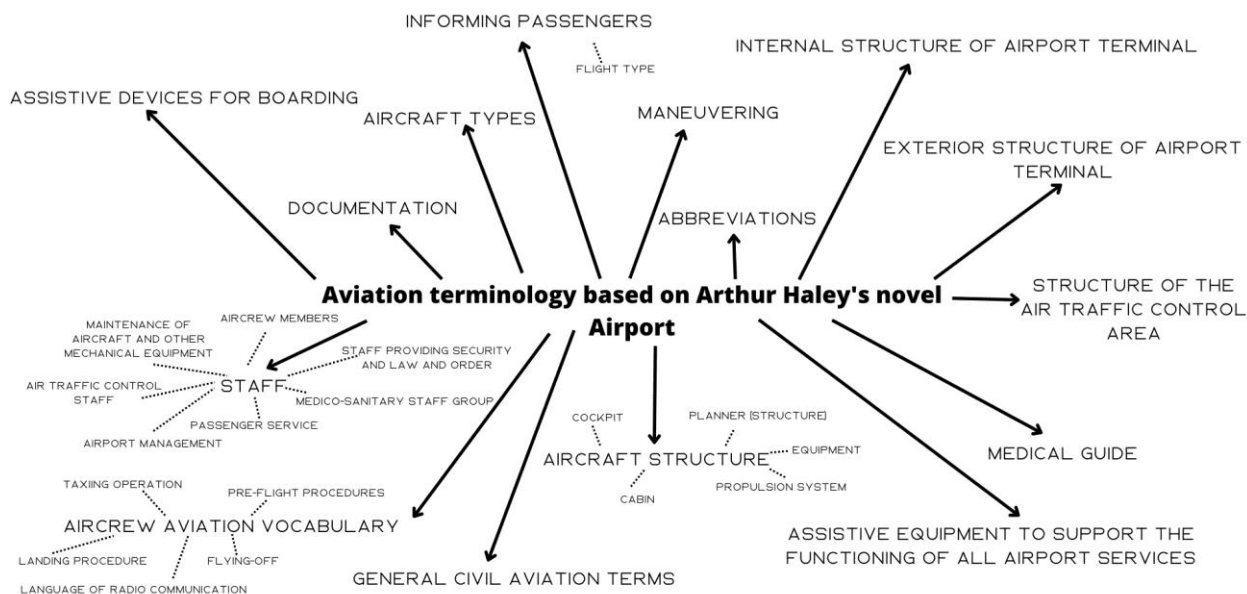 INFORMING PASSENGERS
FLIGHT TYPE
INTERNAL STRUCTURE OF AIRPORT TERMINAL
ASSISTIVE DEVICES FOR BOARDING
AIRCRAFT TYPES
MANEUVERING
EXTERIOR STRUCTURE OF AIRPORT
TERMINAL
DOCUMENTATION
ABBREVIATIONS
Aviation terminology based on Arthur Haley's novel
Airport
STRUCTURE OF THE
AIR TRAFFIC CONTROL
AREA
AIRCREW MEMBERS
MAINTENANCE OF
AIRCRAFT AND OTHER
MECHANICAL EQUIPMENT
STAFF PROVIDING SECURITY
AND LAW AND ORDER
STAFF
AIR TRAFFIC CONTROL
STAFF
MEDICO-SANITARY STAFF GROUP
PASSENGER SERVICE
AIRPORT MANAGEMENT
COCKPIT
PLANNER (STRUCTURE)
EQUIPMENT
AIRCRAFT STRUCTURE
CABIN
PROPULSION SYSTEM
MEDICAL GUIDE
TAXIING OPERATION
PRE-FLIGHT PROCEDURES
AIRCREW AVIATION VOCABULARY
LANDING PROCEDURE
FLYING-OFF
LANGUAGE OF RADIO COMMUNICATION
GENERAL CIVIL AVIATION TERMS
ASSISTIVE EQUIPMENT TO SUPPORT THE
FUNCTIONING OF ALL AIRPORT SERVICES